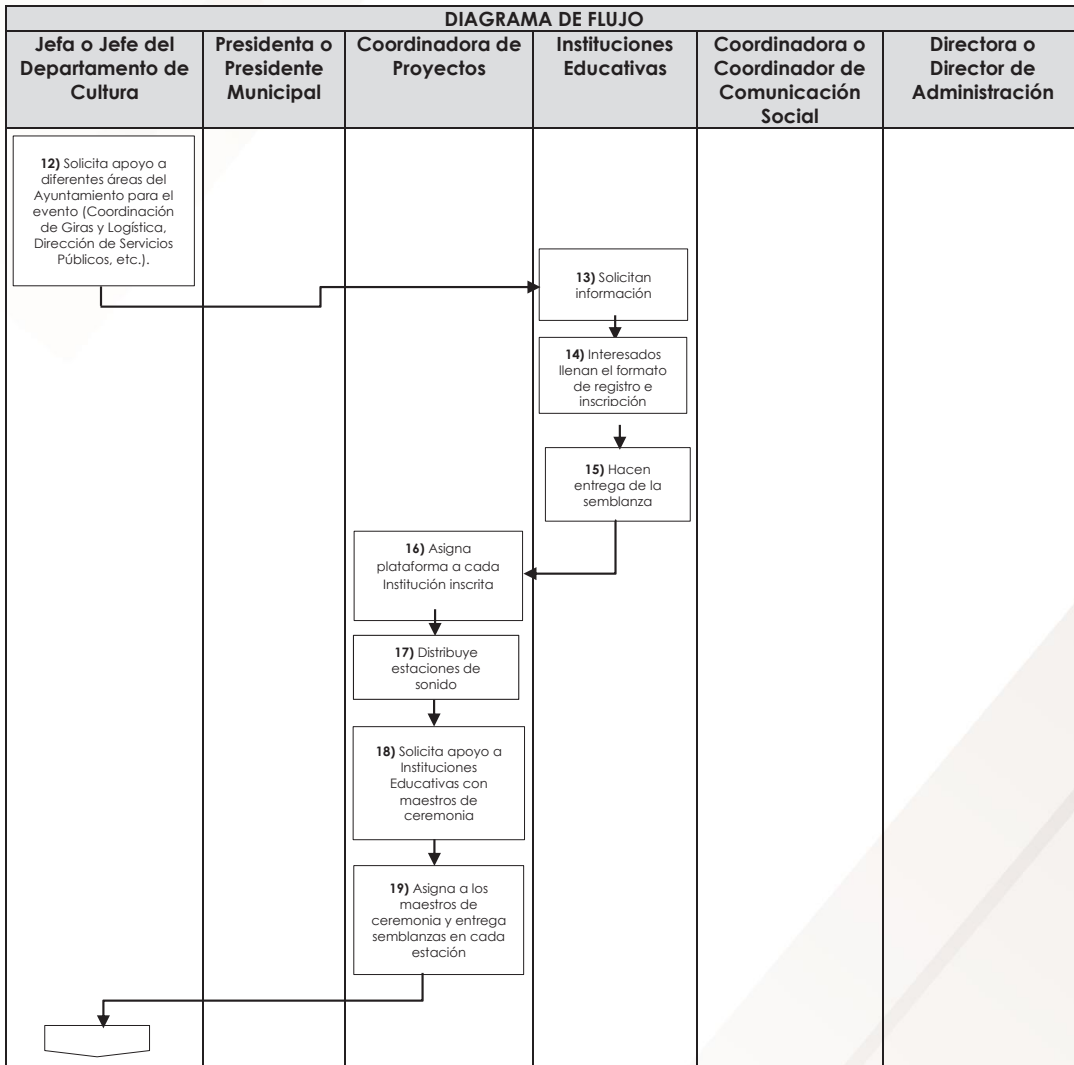 DIAGRAMA DE FLUJO
Jefa o Jefe del
Departamento de
Cultura
Presidenta o
Presidente
Municipal
Coordinadora de
Proyectos
Instituciones
Educativas
Coordinadora o
Coordinador de
Comunicación
Social
Directora o
Director de
Administración
12) Solicita apoyo a
diferentes áreas del
Ayuntamiento para el
evento (Coordinación
de Giras y Logística,
Dirección de Servicios
Públicos, etc.).
13) Solicitan
información
14) Interesados
llenan el formato
de registro e
inscripción
15) Hacen
entrega de la
semblanza
16) Asigna
plataforma a cada
Institución inscrita
17) Distribuye
estaciones de
sonido
18) Solicita apoyo a
Instituciones
Educativas con
maestros de
ceremonia
19) Asigna a los
maestros de
ceremonia y entrega
semblanzas en cada
estación